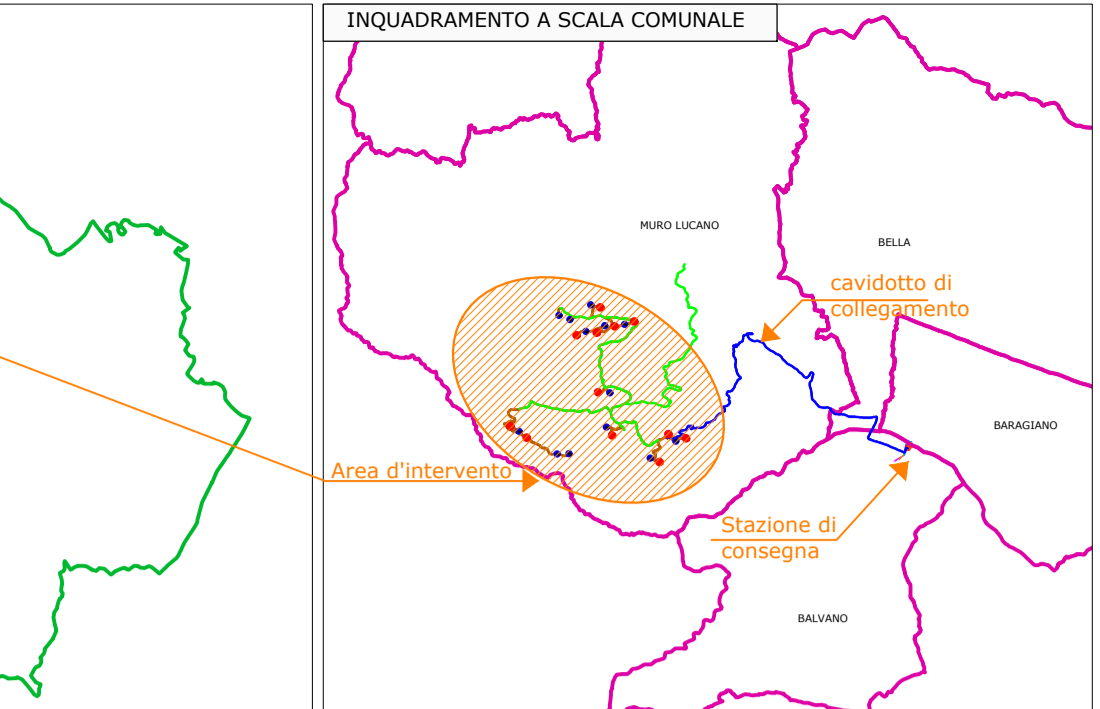 INQUADRAMENTO A SCALA COMUNALE
MURO LUCANO
BELLA
cavidotto di
collegamento
BARAGIANO
Area d'intervento
Stazione di
consegna
BALVANO